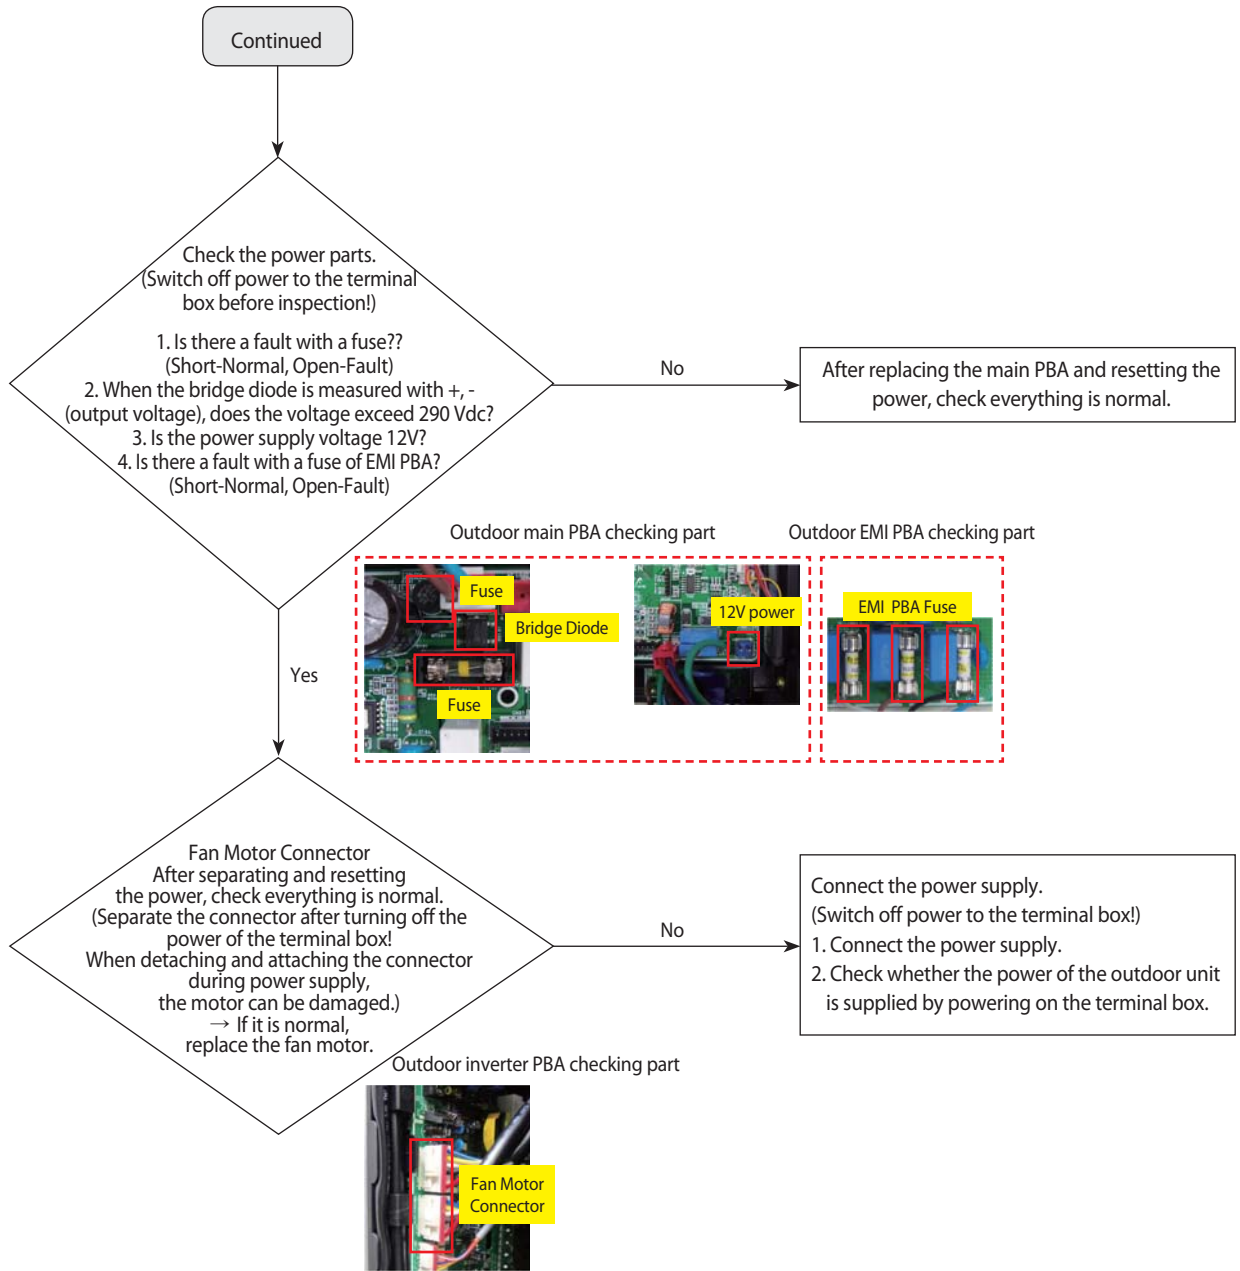 Continued
Check the power parts.
(Switch off power to the terminal
box before inspection!)
1. Is there a fault with a fuse??
(Short-Normal, Open-Fault)
2. When the bridge diode is measured with +, -
(output voltage), does the voltage exceed 290 Vdc?
3. Is the power supply voltage 12V?
4. Is there a fault with a fuse of EMI PBA?
(Short-Normal, Open-Fault)
No
After replacing the main PBA and resetting the
power, check everything is normal.
Outdoor main PBA checking part
Outdoor EMI PBA checking part
Fuse
Bridge Diode
Fuse
12V power
EMI PBA Fuse
Yes
Fan Motor Connector
After separating and resetting
the power, check everything is normal.
(Separate the connector after turning off the
power of the terminal box!
When detaching and attaching the connector
during power supply,
the motor can be damaged.)
→ If it is normal,
replace the fan motor.
No
Connect the power supply.
(Switch off power to the terminal box!)
1. Connect the power supply.
2. Check whether the power of the outdoor unit
is supplied by powering on the terminal box.
Outdoor inverter PBA checking part
Fan Motor
Connector